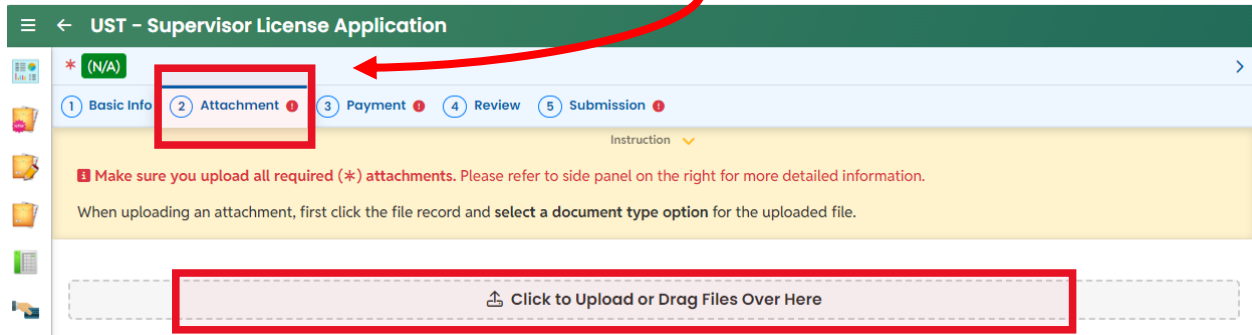 UST - Supervisor License Application
* (N/A)
1 Basic Info 2 Attachment 3 Payment 4 Review 5 Submission
Instruction
Make sure you upload all required (*) attachments. Please refer to side panel on the right for more detailed information.
When uploading an attachment, first click the file record and select a document type option for the uploaded file.
Click to Upload or Drag Files Over Here